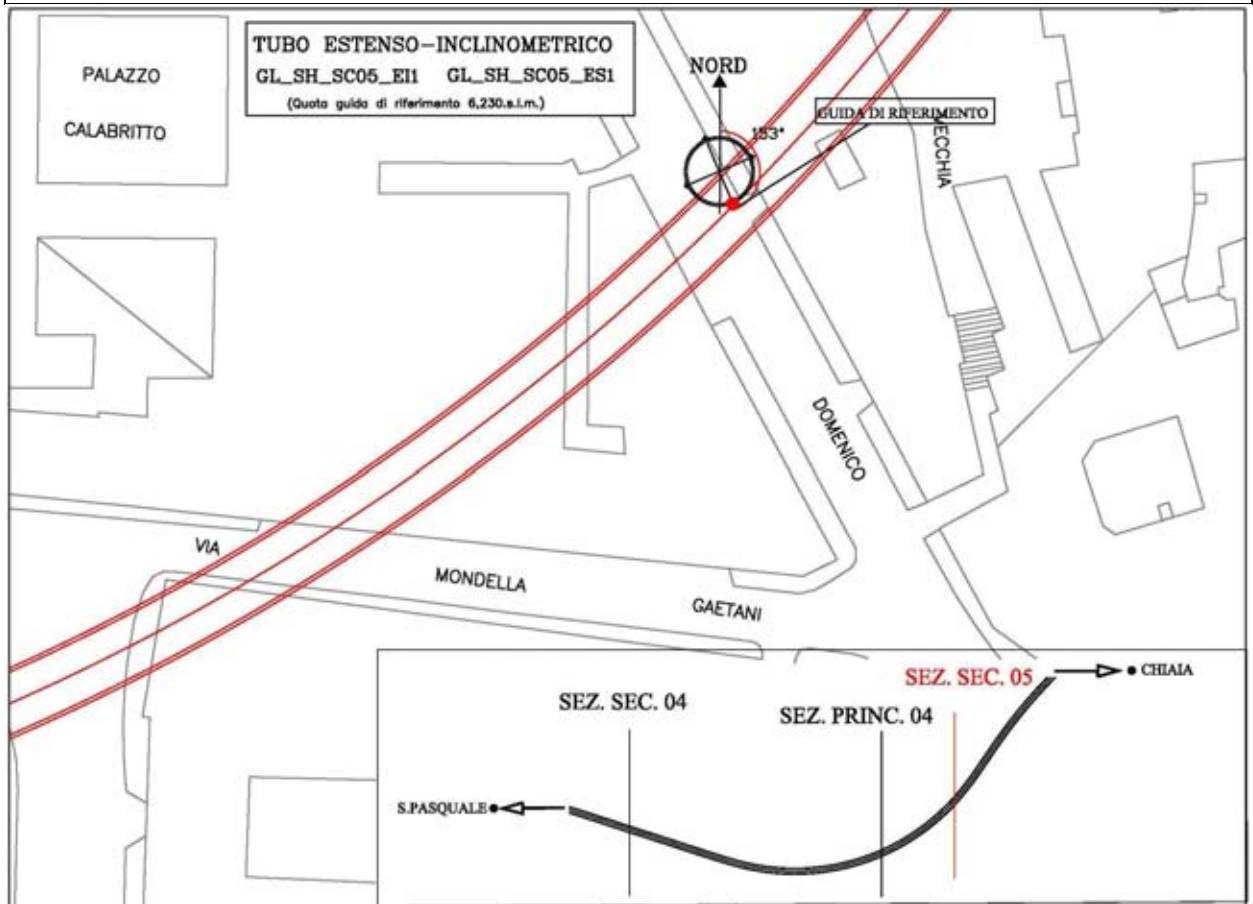 TUBO ESTENSO-INCLINOMETRICO
GL_SH_SC05_EI1 GL_SH_SC05_ES1
(Quota guida di riferimento 6,230.s.l.m.)
PALAZZO
CALABRITTO
NORD
153°
GUIDA DI RIFERIMENTO
VECCHIA
DOMENICO
VIA
MONDELLA
GAETANI
SEZ. SEC. 04
SEZ. PRINC. 04
SEZ. SEC. 05
CHIAIA
S.PASQUALE